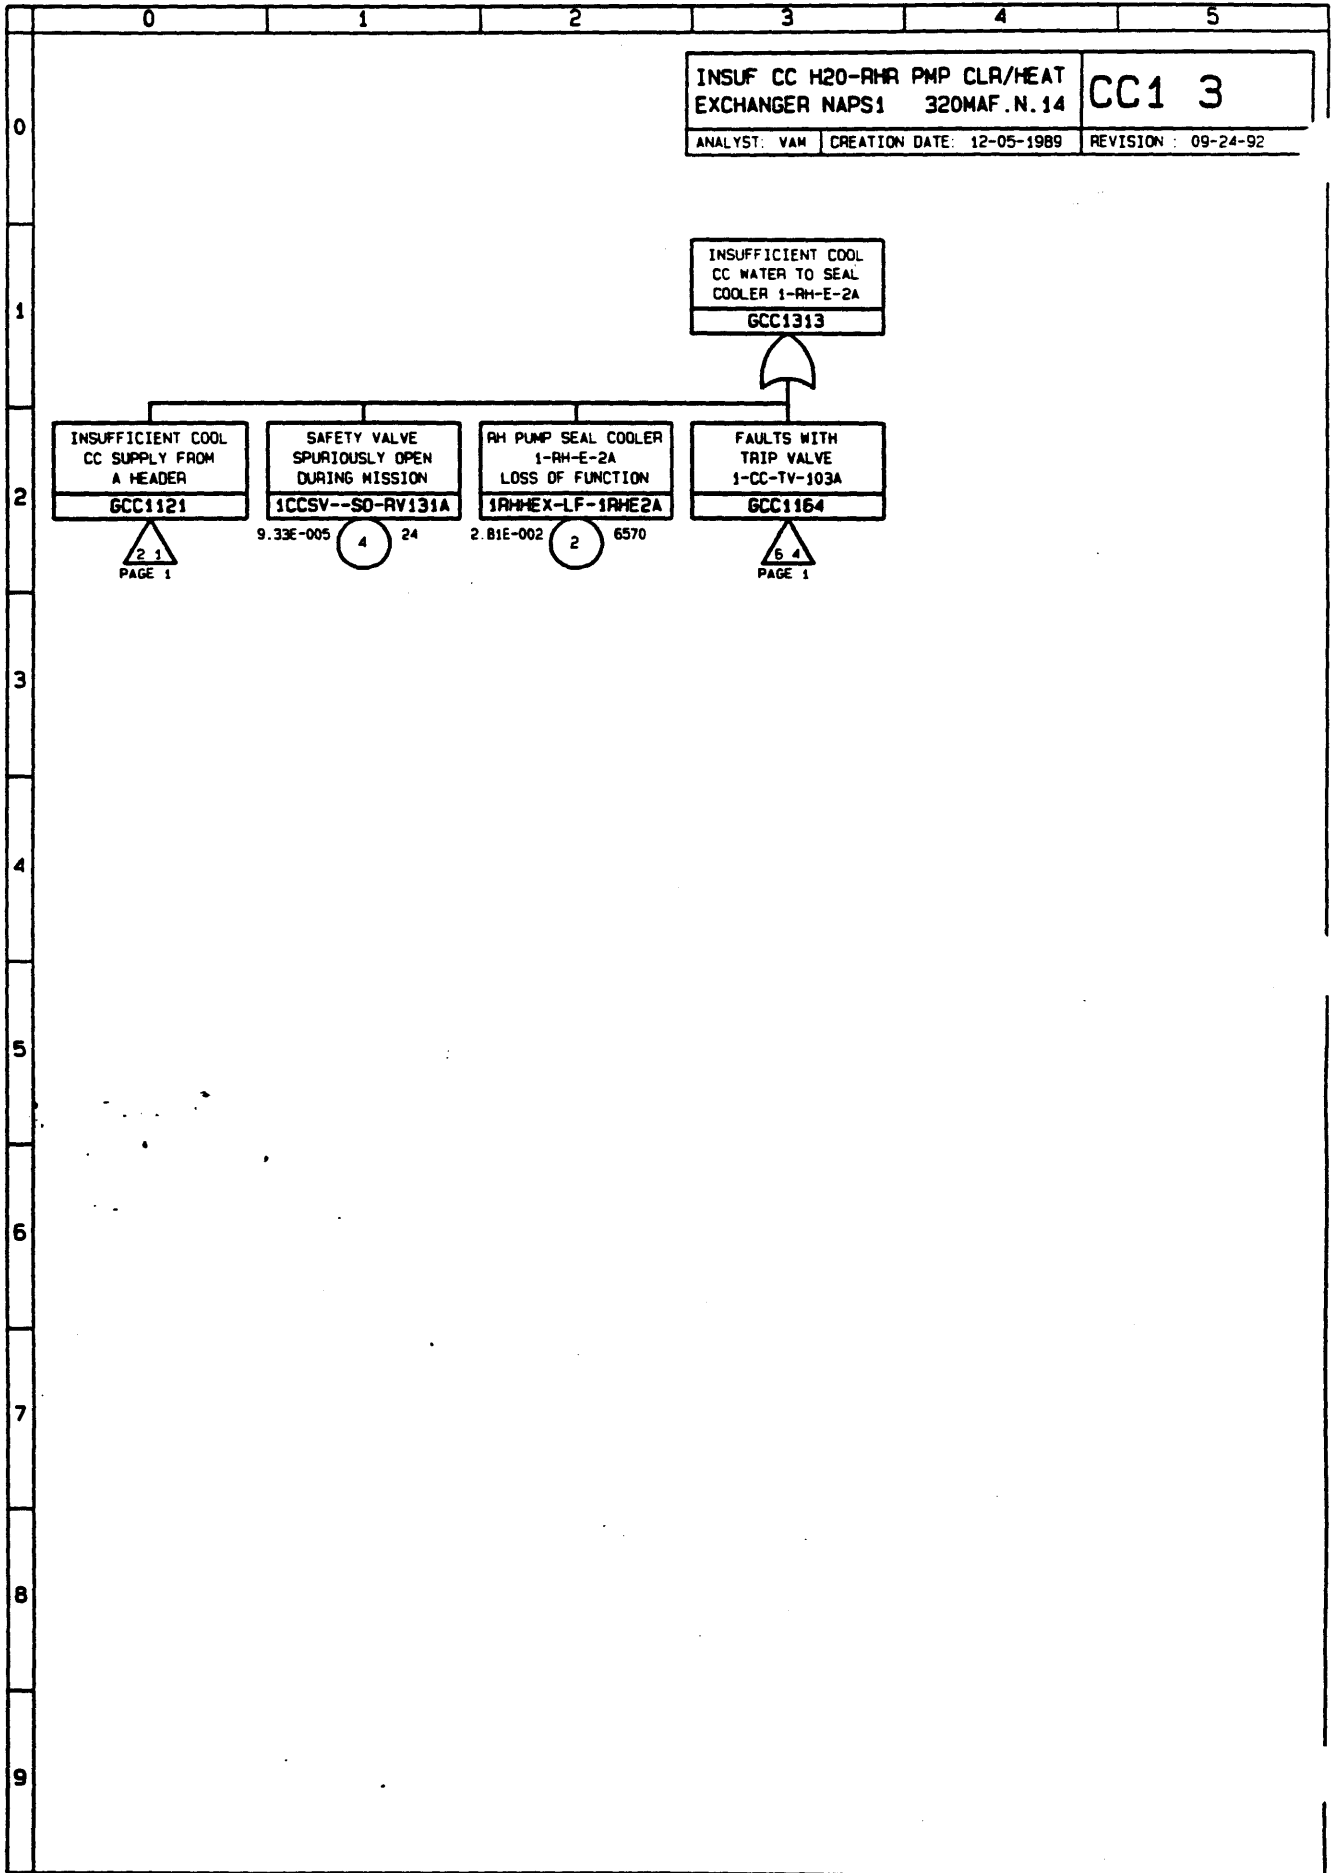 0 1 2 3 4 5
INSUF CC H2O-RHR PMP CLR/HEAT
EXCHANGER NAPS1 320MAF.N.14
CC1 3
ANALYST: VAM
CREATION DATE: 12-05-1989
REVISION : 09-24-92
0
1
2
3
4
5
6
7
8
9
INSUFFICIENT COOL
CC WATER TO SEAL
COOLER 1-RH-E-2A
GCC1313
INSUFFICIENT COOL
CC SUPPLY FROM
A HEADER
GCC1121
2 1
PAGE 1
SAFETY VALVE
SPURIOUSLY OPEN
DURING MISSION
1CCSV--SO-RV131A
9.33E-005
4
24
RH PUMP SEAL COOLER
1-RH-E-2A
LOSS OF FUNCTION
1RHHEX-LF-1RHE2A
2.81E-002
2
6570
FAULTS WITH
TRIP VALVE
1-CC-TV-103A
GCC1164
6 4
PAGE 1